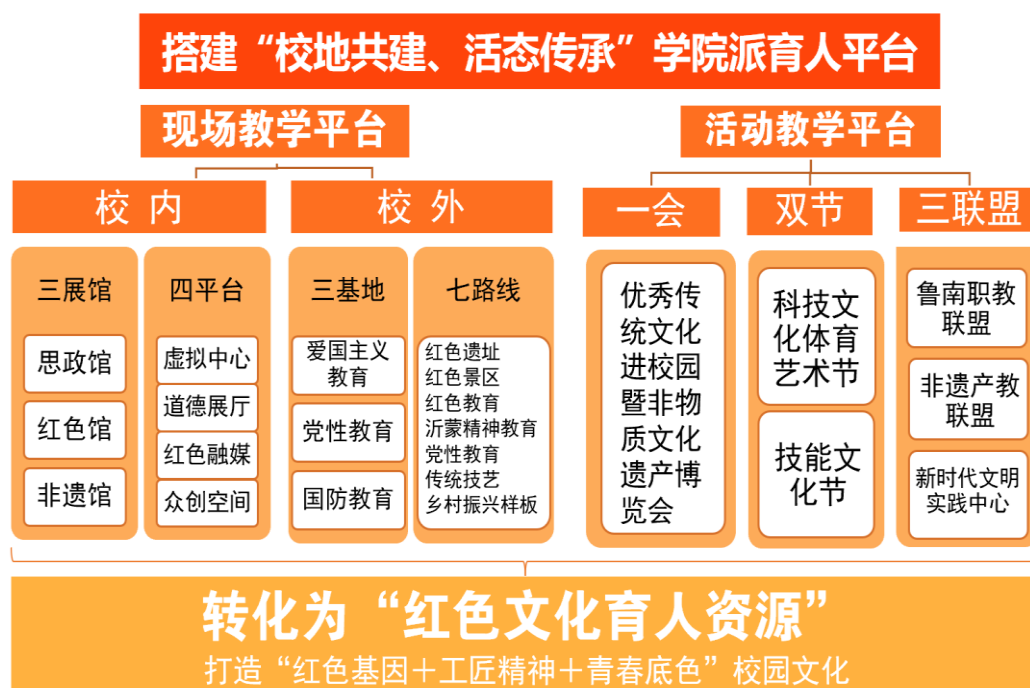 搭建“校地共建、活态传承”学院派育人平台
现场教学平台
校 内
三展馆
思政馆
红色馆
非遗馆
四平台
虚拟中心
道德展厅
红色融媒
众创空间
校 外
三基地
爱国主义
教育
党性教育
国防教育
七路线
红色遗址
红色景区
红色教育
沂蒙精神教育
党性教育
传统技艺
乡村振兴样板
活动教学平台
一会
优秀传
统文化
进校园
暨非物
质文化
遗产博
览会
双节
科技文
化体育
艺术节
技能文
化节
三联盟
鲁南职教
联盟
非遗产教
联盟
新时代文明
实践中心
转化为“红色文化育人资源”
打造“红色基因＋工匠精神＋青春底色”校园文化